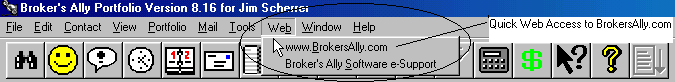 Broker's Ally Portfolio Version 8.16 for Jim Scherrer
File Edit Contact View Portfolio Mail Tools Web Window Help
Quick Web Access to BrokersAlly.com
www.BrokersAlly.com
Broker's Ally Software e-Support